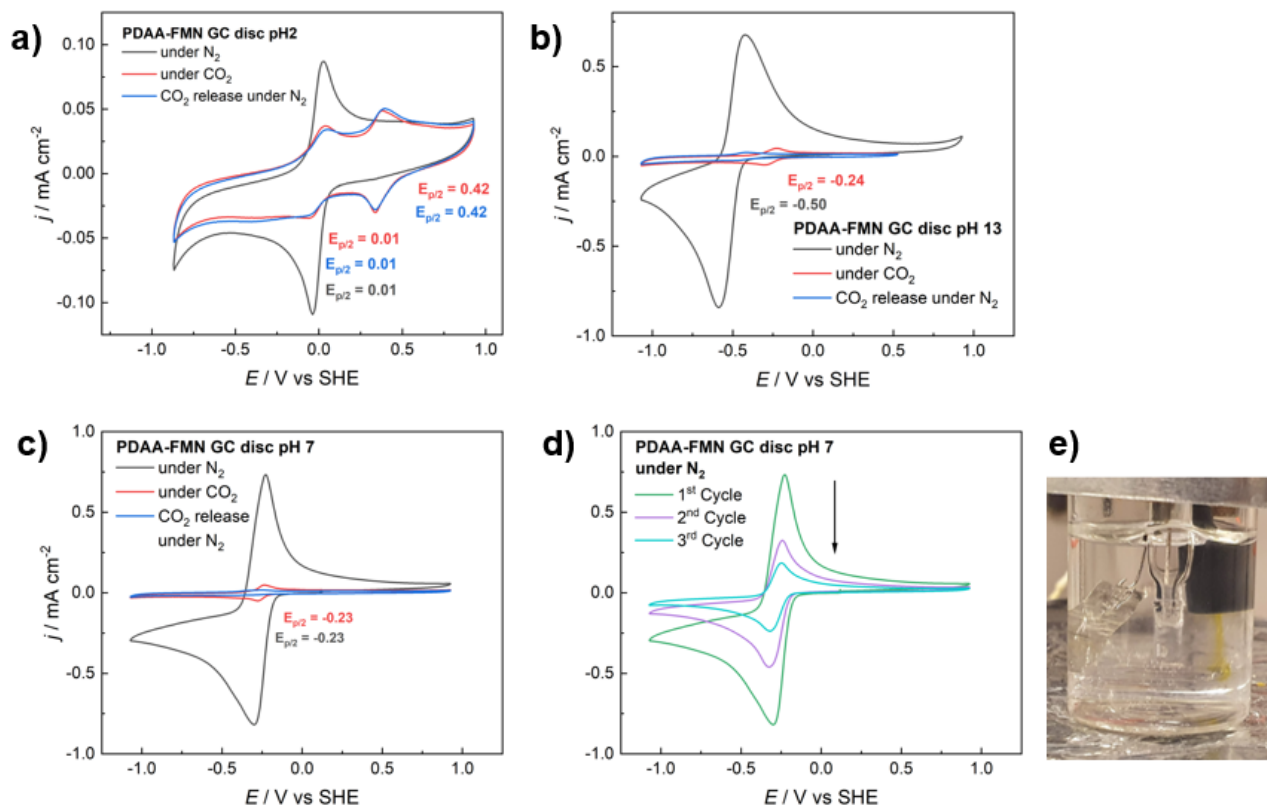 a)
PDAA-FMN GC disc pH2
under N₂
under CO₂
CO₂ release under N₂
0.10
0.05
0.00
-0.05
-0.10
j / mA cm⁻²
Eₚ/₂ = 0.42
Eₚ/₂ = 0.42
Eₚ/₂ = 0.01
Eₚ/₂ = 0.01
Eₚ/₂ = 0.01
-1.0 -0.5 0.0 0.5 1.0
E / V vs SHE
b)
0.5
0.0
-0.5
-1.0
j / mA cm⁻²
Eₚ/₂ = -0.24
Eₚ/₂ = -0.50
PDAA-FMN GC disc pH 13
under N₂
under CO₂
CO₂ release under N₂
-1.0 -0.5 0.0 0.5 1.0
E / V vs SHE
c)
PDAA-FMN GC disc pH 7
under N₂
under CO₂
CO₂ release
under N₂
1.0
0.5
0.0
-0.5
-1.0
j / mA cm⁻²
Eₚ/₂ = -0.23
Eₚ/₂ = -0.23
-1.0 -0.5 0.0 0.5 1.0
E / V vs SHE
d)
PDAA-FMN GC disc pH 7
under N₂
1ˢᵗ Cycle
2ⁿᵈ Cycle
3ʳᵈ Cycle
1.0
0.5
0.0
-0.5
-1.0
j / mA cm⁻²
-1.0 -0.5 0.0 0.5 1.0
E / V vs SHE
e)